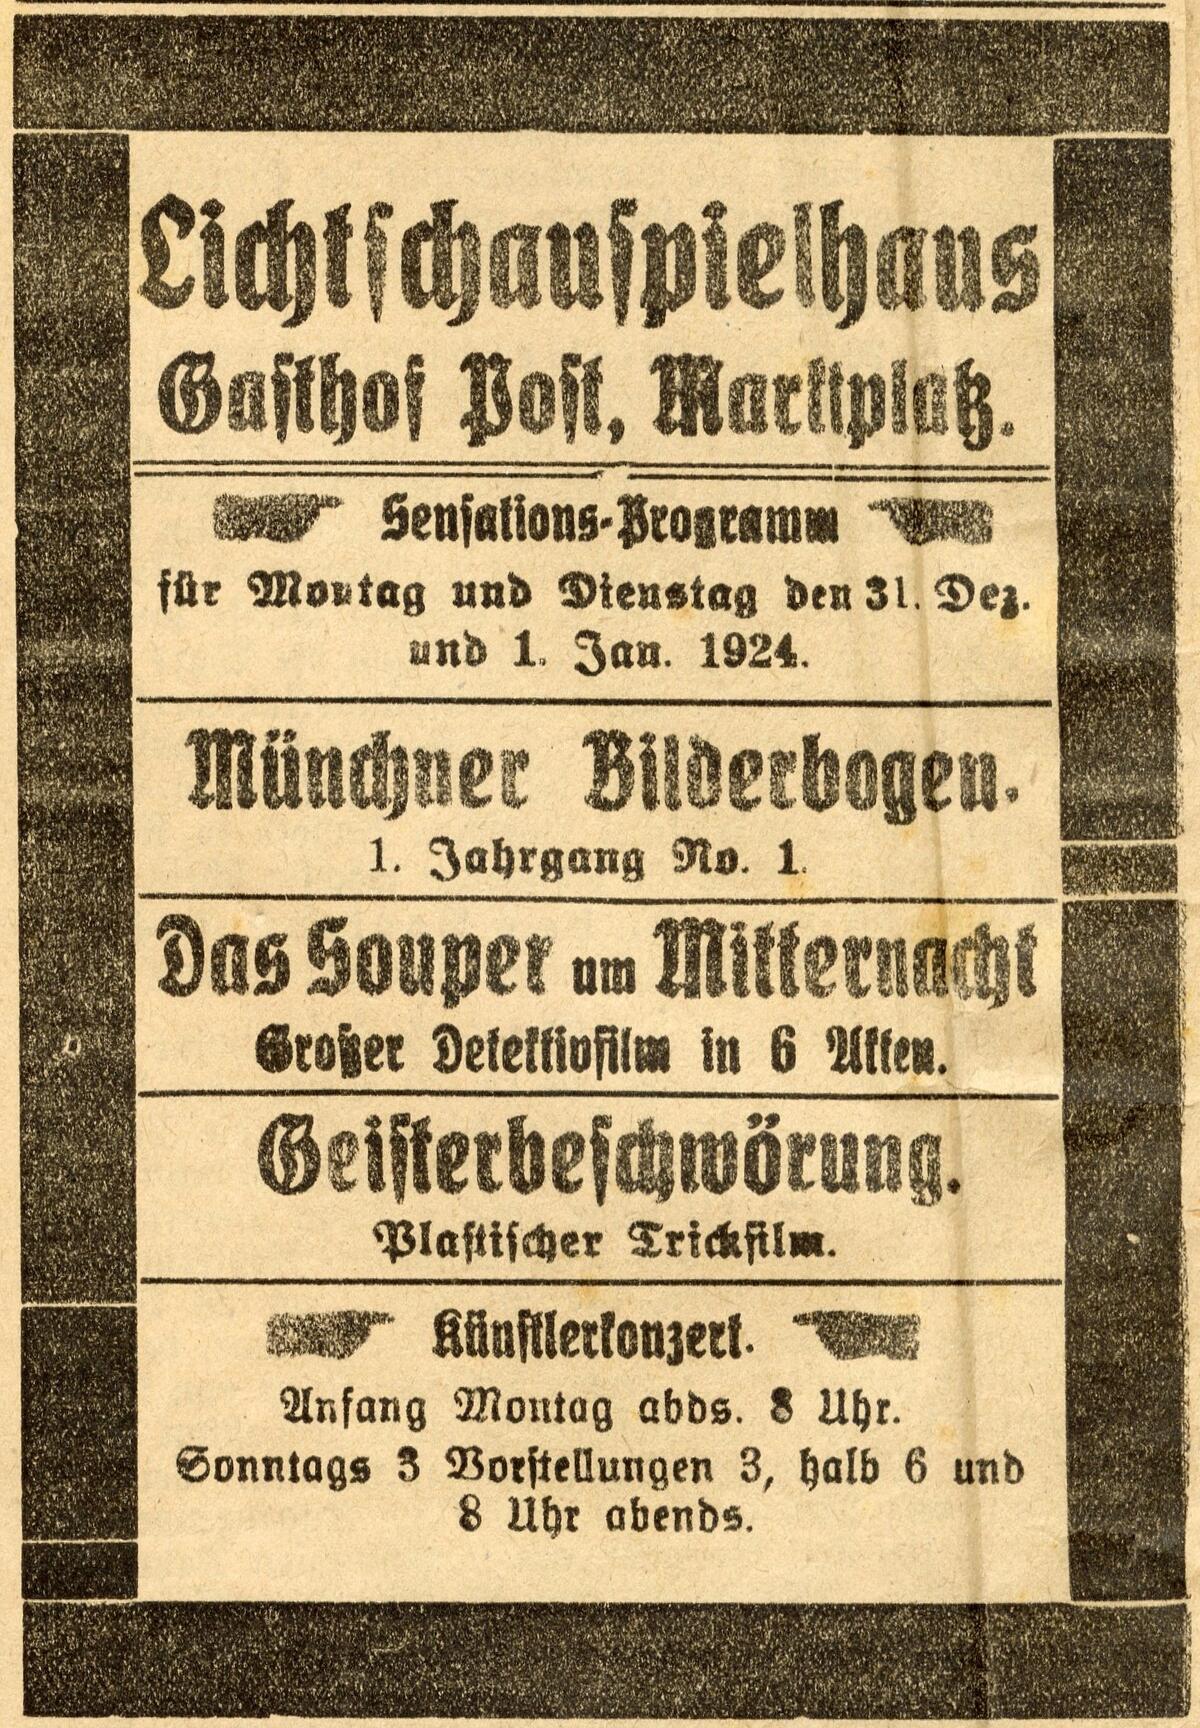 Lichtschauspielhaus
Gasthof Post, Marktplatz.
Sensations-Programm
für Montag und Dienstag den 31. Dez.
und 1. Jan. 1924.
Münchner Bilderbogen.
1. Jahrgang No. 1.
Das Souper um Mitternacht
Großer Detektivfilm in 6 Akten.
Geisterbeschwörung.
Plastischer Trickfilm.
Künstlerkonzert.
Anfang Montag abds. 8 Uhr.
Sonntags 3 Vorstellungen 3, halb 6 und
8 Uhr abends.